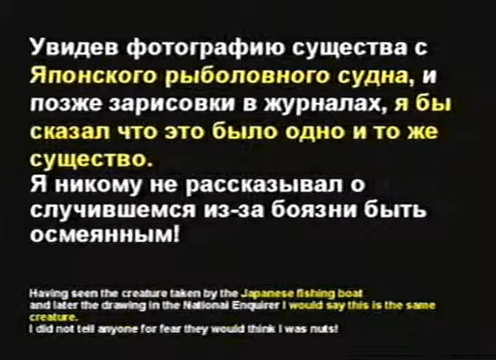 Увидев фотографию существа с
Японского рыболовного судна, и
позже зарисовки в журналах, я бы
сказал что это было одно и то же
существо.
Я никому не рассказывал о
случившемся из-за боязни быть
осмеянным!
Having seen the creature taken by the Japanese fishing boat
and later the drawing in the National Enquirer I would say this is the same
creature.
I did not tell anyone for fear they would think I was nuts!